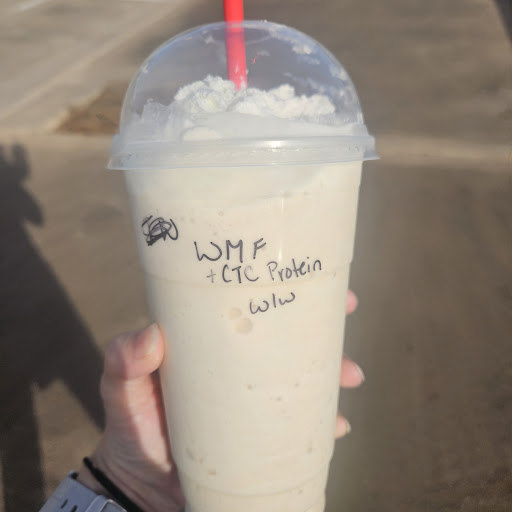 WMF
+CTC Protein
w/w